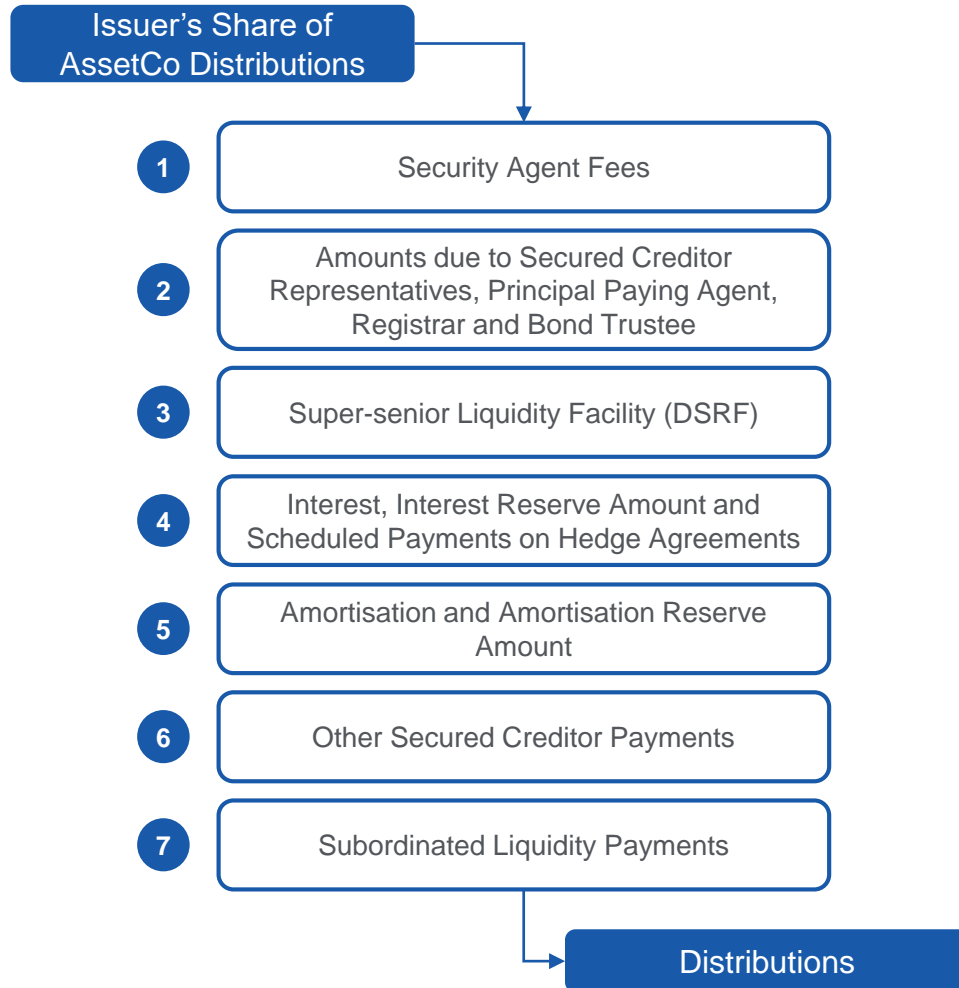 Issuer's Share of
AssetCo Distributions
1
Security Agent Fees
2
Amounts due to Secured Creditor
Representatives, Principal Paying Agent,
Registrar and Bond Trustee
3
Super-senior Liquidity Facility (DSRF)
4
Interest, Interest Reserve Amount and
Scheduled Payments on Hedge Agreements
5
Amortisation and Amortisation Reserve
Amount
6
Other Secured Creditor Payments
7
Subordinated Liquidity Payments
Distributions